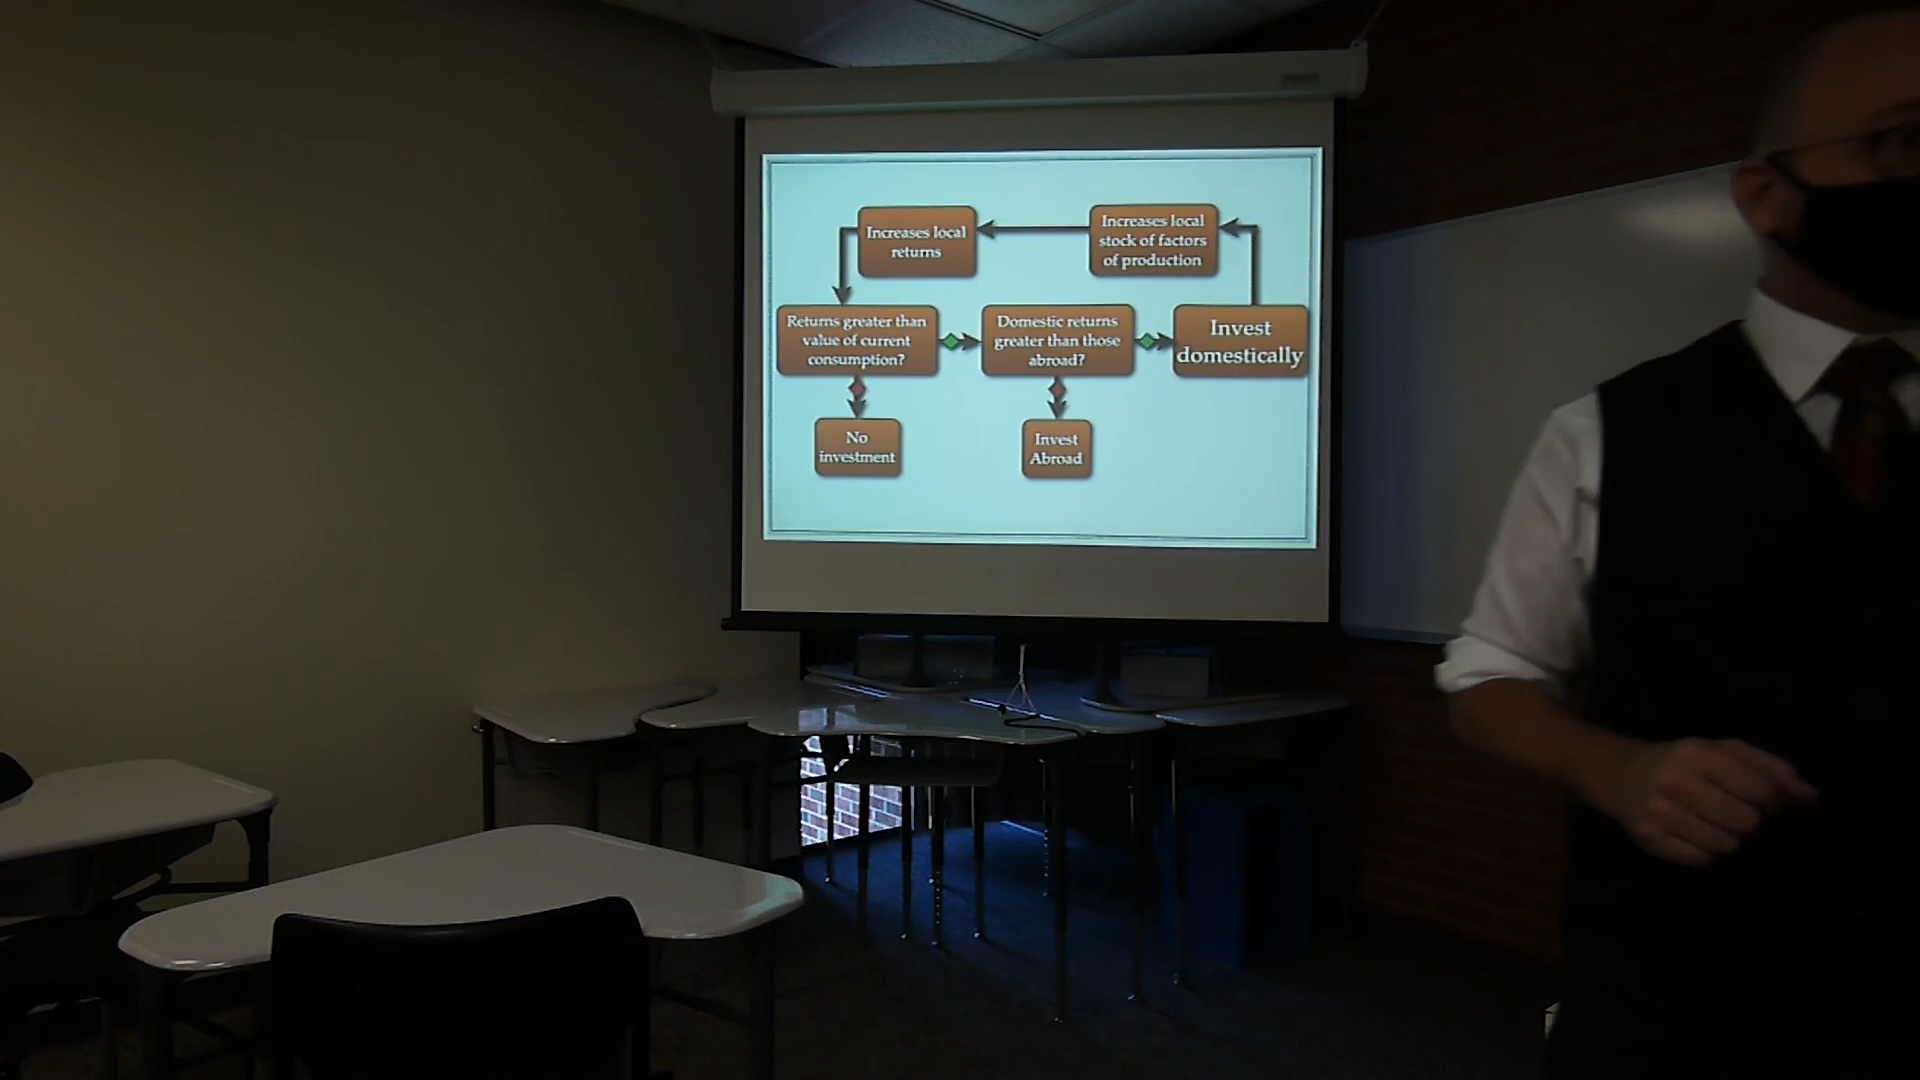 Increases local
returns
Increases local
stock of factors
of production
Returns greater than
value of current
consumption?
Domestic returns
greater than those
abroad?
Invest
domestically
No
investment
Invest
Abroad